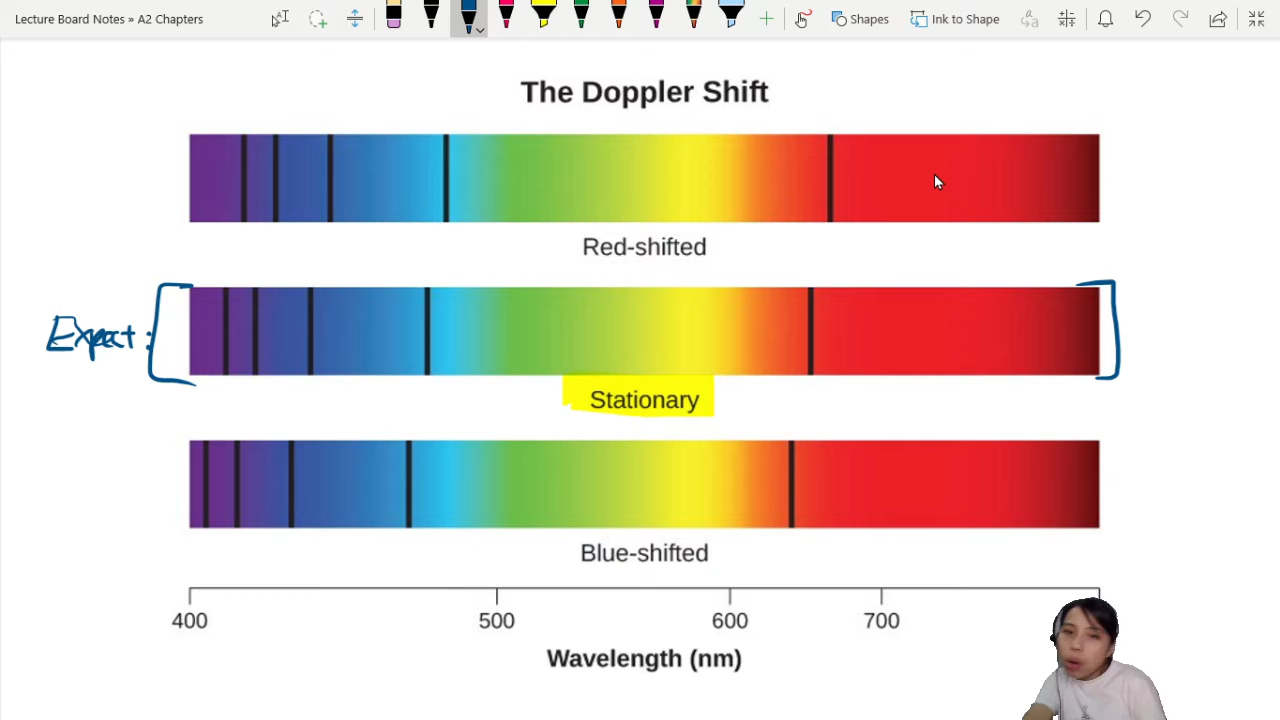 Lecture Board Notes » A2 Chapters
Shapes
Ink to Shape
The Doppler Shift
Red-shifted
Expect:
Stationary
Blue-shifted
400 500 600 700
Wavelength (nm)